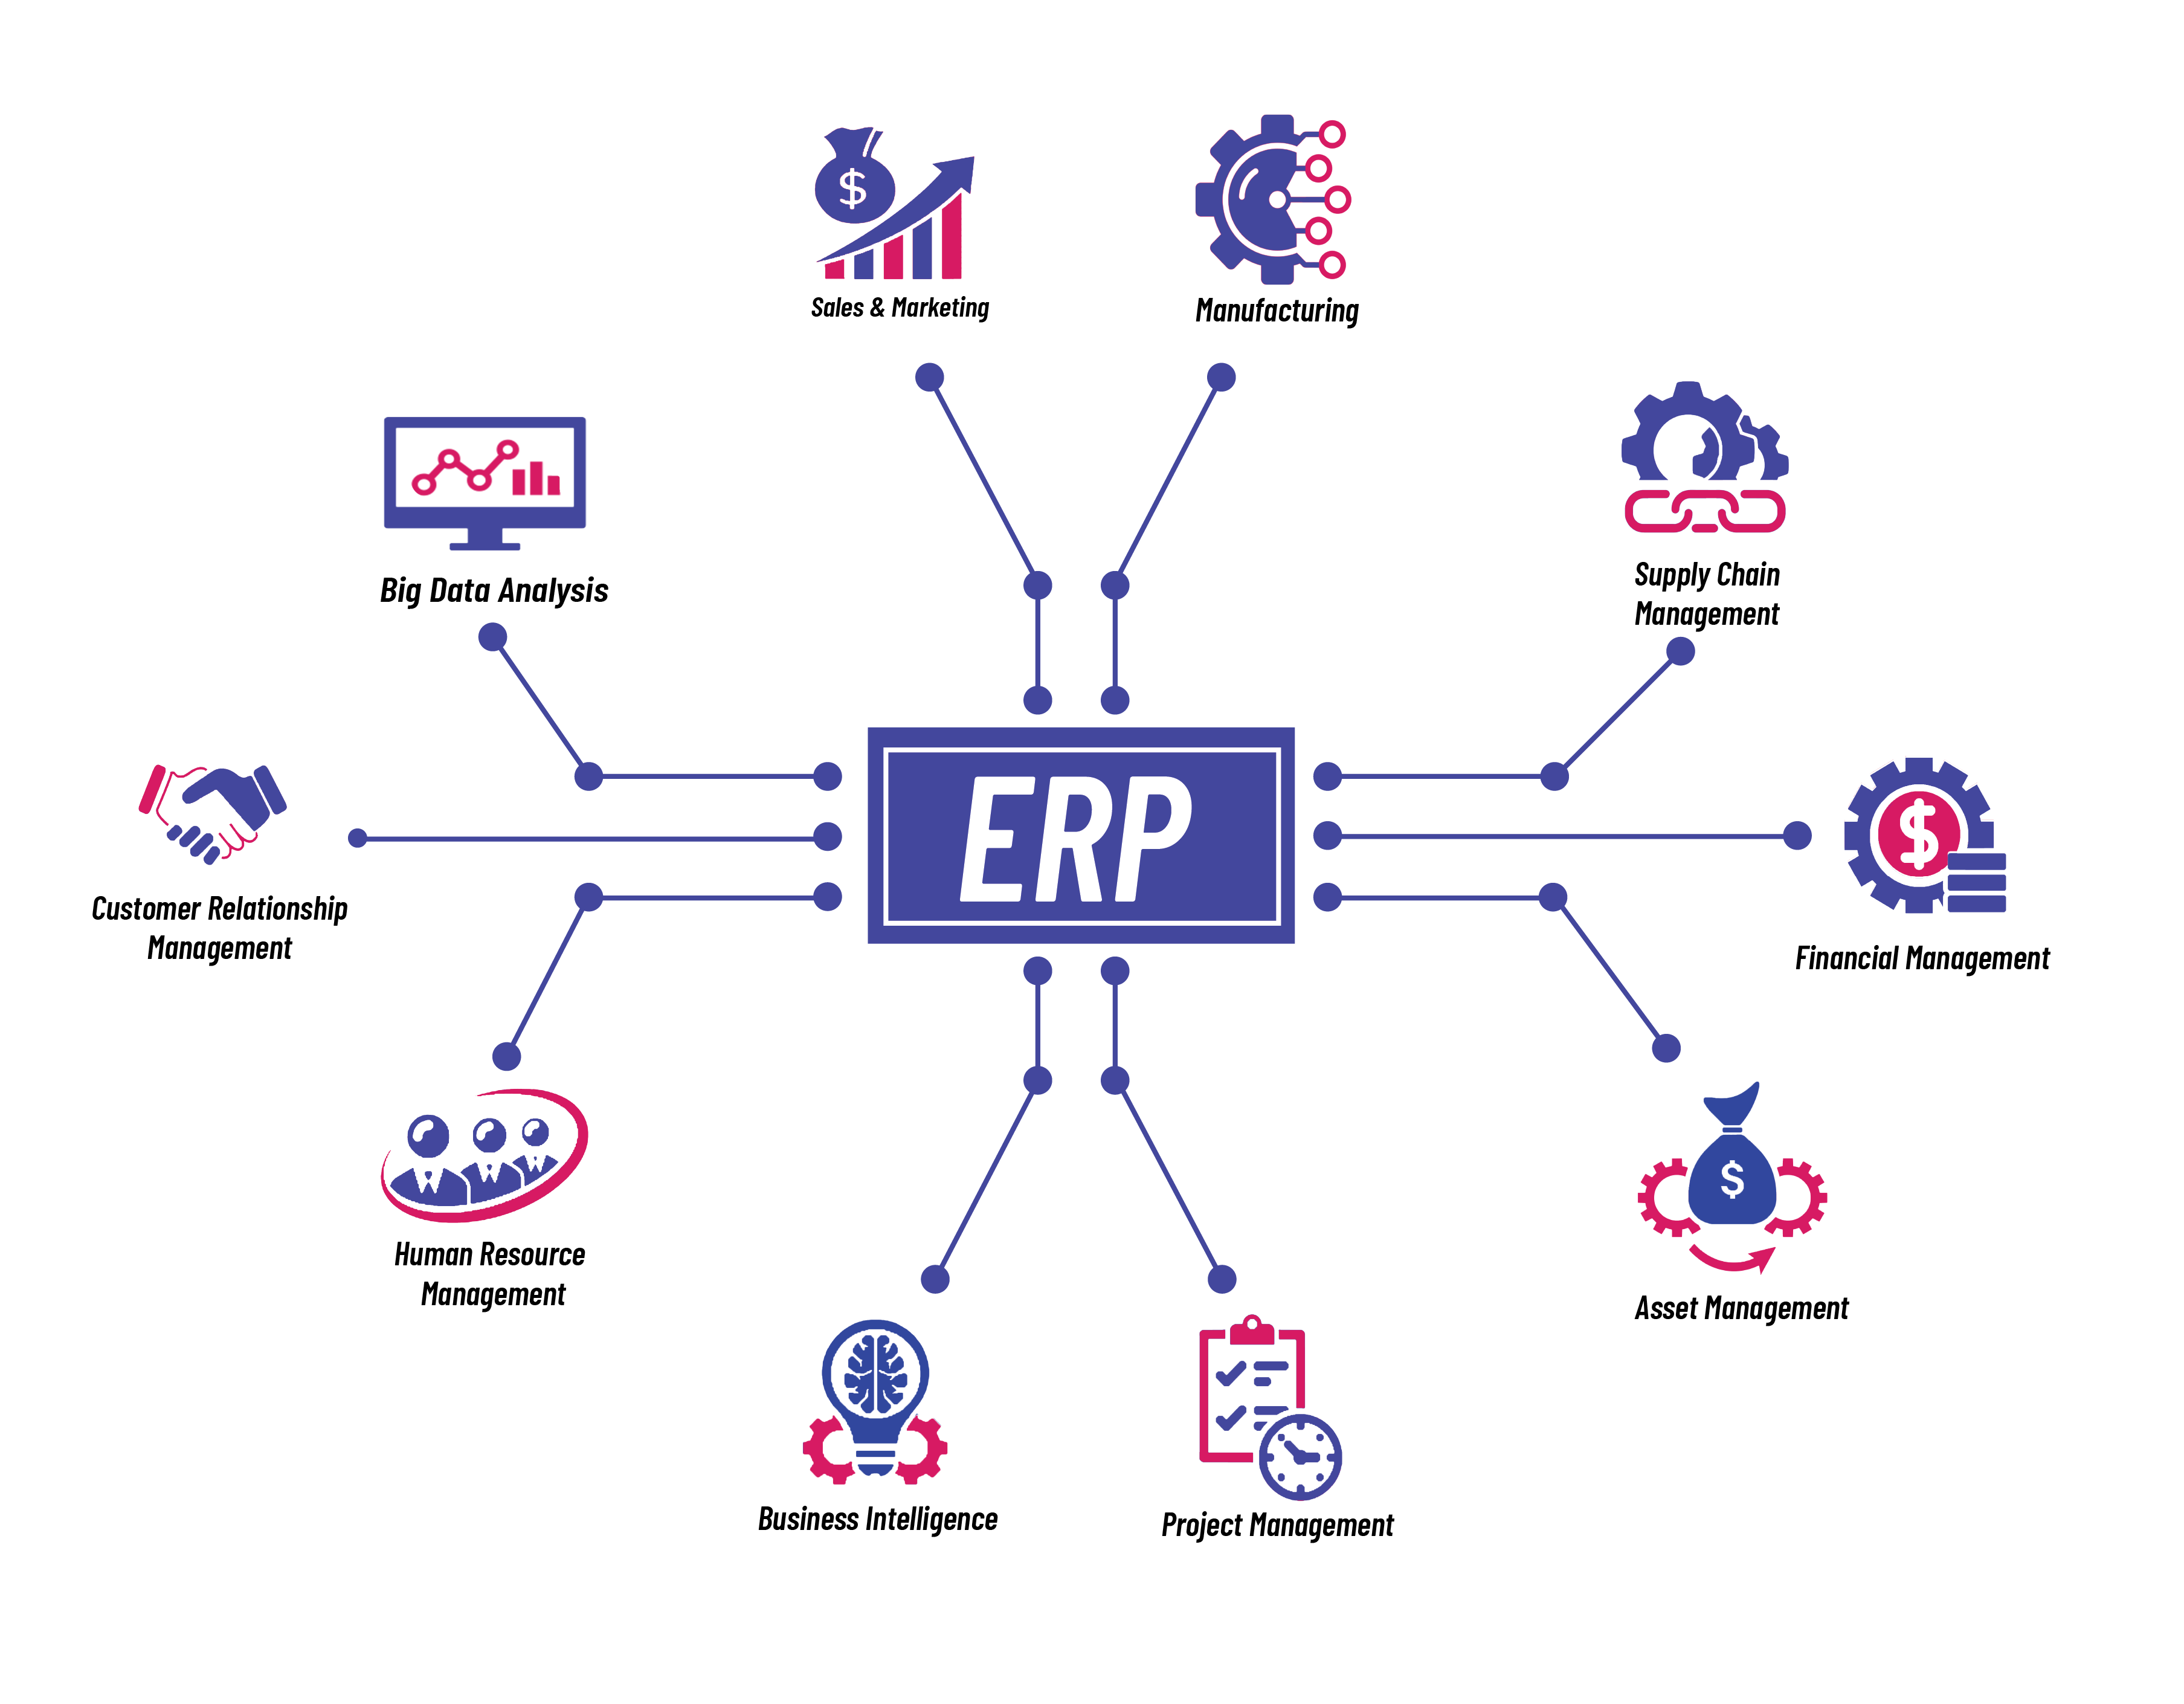 $
Sales & Marketing
Manufacturing
Big Data Analysis
Supply Chain
Management
ERP
Customer Relationship
Management
$
Financial Management
Human Resource
Management
$
Asset Management
Business Intelligence
Project Management